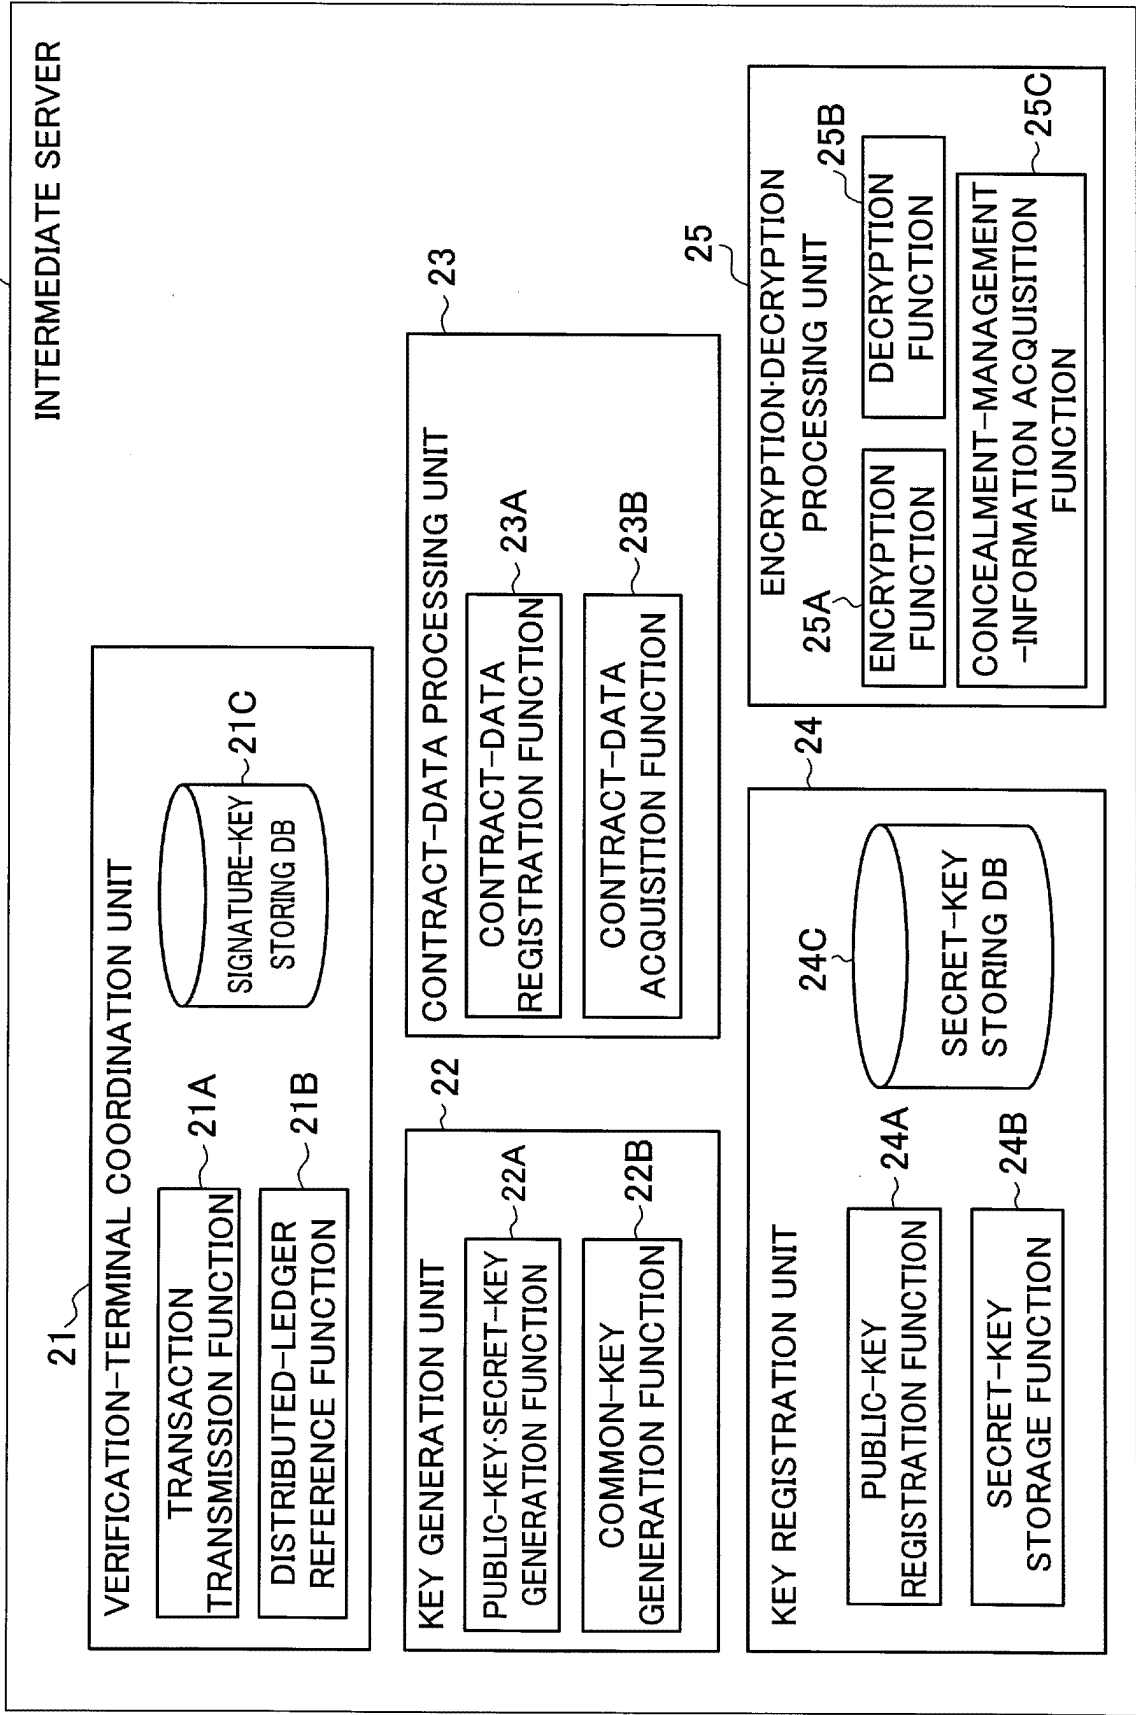 INTERMEDIATE SERVER
21
VERIFICATION-TERMINAL COORDINATION UNIT
TRANSACTION
TRANSMISSION FUNCTION
21A
DISTRIBUTED-LEDGER
REFERENCE FUNCTION
21B
SIGNATURE-KEY
STORING DB
21C
22
KEY GENERATION UNIT
PUBLIC-KEY·SECRET-KEY
GENERATION FUNCTION
22A
COMMON-KEY
GENERATION FUNCTION
22B
23
CONTRACT-DATA PROCESSING UNIT
CONTRACT-DATA
REGISTRATION FUNCTION
23A
CONTRACT-DATA
ACQUISITION FUNCTION
23B
24
KEY REGISTRATION UNIT
PUBLIC-KEY
REGISTRATION FUNCTION
24A
SECRET-KEY
STORAGE FUNCTION
24B
24C
SECRET-KEY
STORING DB
25
ENCRYPTION·DECRYPTION
PROCESSING UNIT
25A
ENCRYPTION
FUNCTION
25B
DECRYPTION
FUNCTION
CONCEALMENT-MANAGEMENT
-INFORMATION ACQUISITION
FUNCTION
25C